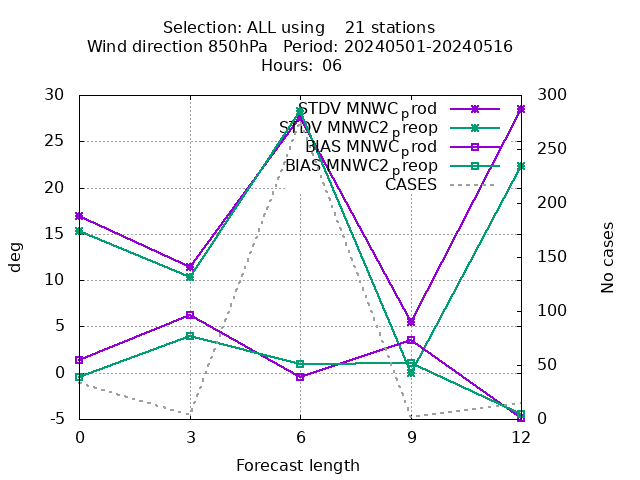 Selection: ALL using    21 stations
Wind direction 850hPa   Period: 20240501-20240516
Hours: 06
STDV MNWC_prod
STDV MNWC2_preop
BIAS MNWC_prod
BIAS MNWC2_preop
CASES
30
25
20
15
10
5
0
-5
deg
300
250
200
150
100
50
0
No cases
0 3 6 9 12
Forecast length